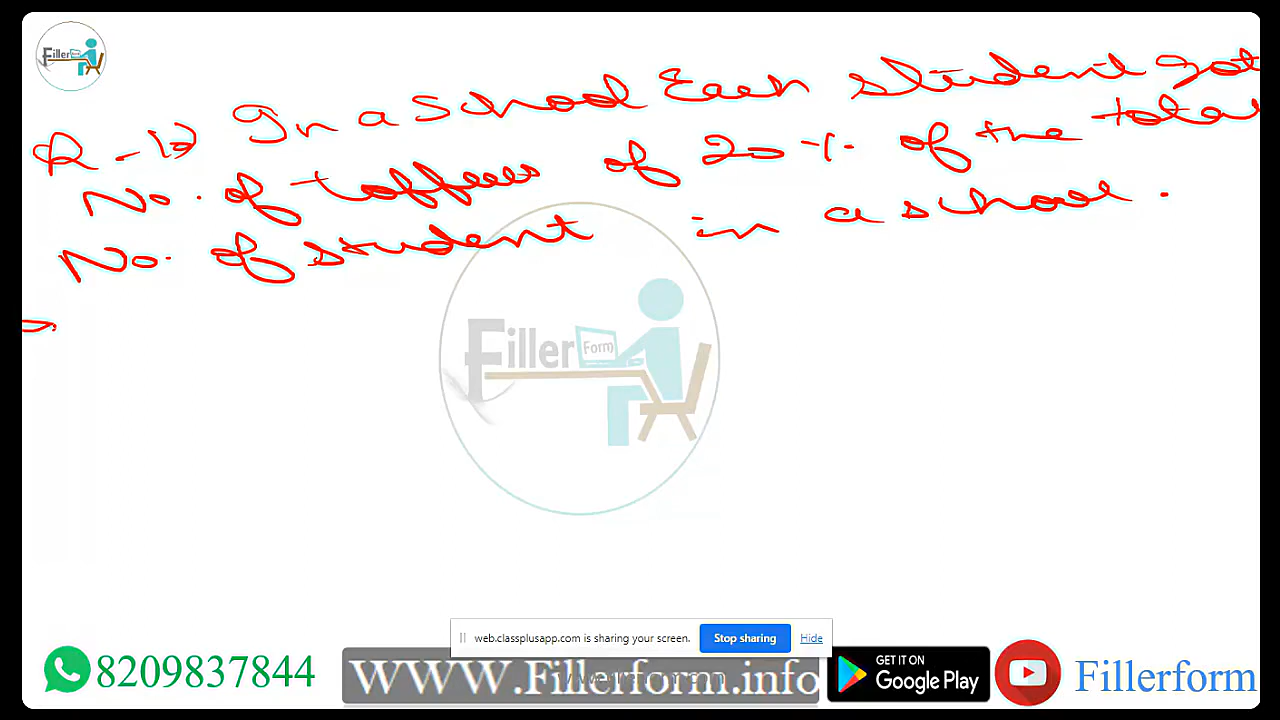 Filler
Q-12 In a School Each student got
No. of toffees of 20% of the total
No. of student in a school.
Filler Form
web.classplusapp.com is sharing your screen. Stop sharing Hide
8209837844 WWW.Fillerform.info GET IT ON Google Play Fillerform